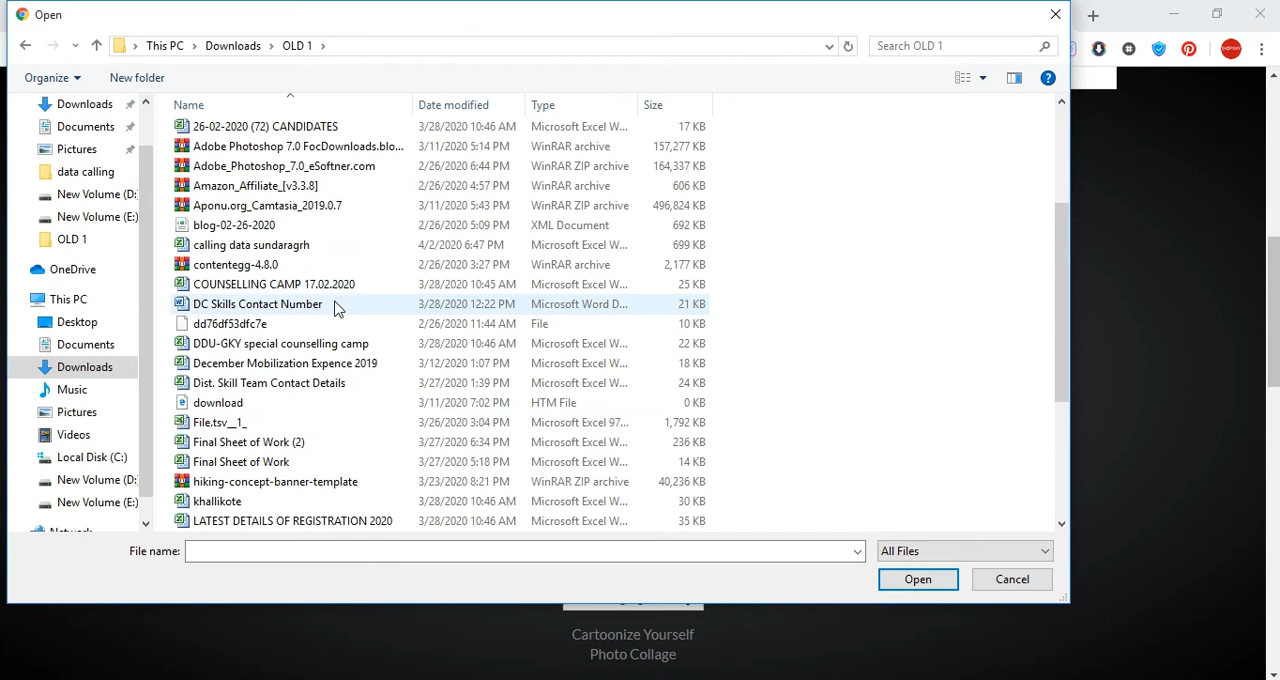 Open
This PC > Downloads > OLD 1 >
Search OLD 1
Organize
New folder
Name
Date modified
Type
Size
Downloads
Documents
Pictures
data calling
New Volume (D:
New Volume (E:)
OLD 1
OneDrive
This PC
Desktop
Documents
Downloads
Music
Pictures
Videos
Local Disk (C:)
New Volume (D:
New Volume (E:)
26-02-2020 (72) CANDIDATES 3/28/2020 10:46 AM Microsoft Excel W... 17 KB
Adobe Photoshop 7.0 FocDownloads.blo... 3/11/2020 5:14 PM WinRAR archive 157,277 KB
Adobe_Photoshop_7.0_eSoftner.com 2/26/2020 6:44 PM WinRAR ZIP archive 164,337 KB
Amazon_Affiliate_[v3.3.8] 2/26/2020 4:57 PM WinRAR archive 606 KB
Aponu.org_Camtasia_2019.0.7 3/11/2020 5:43 PM WinRAR ZIP archive 496,824 KB
blog-02-26-2020 2/26/2020 5:09 PM XML Document 692 KB
calling data sundaragrh 4/2/2020 6:47 PM Microsoft Excel W... 699 KB
contentegg-4.8.0 2/26/2020 3:27 PM WinRAR archive 2,177 KB
COUNSELLING CAMP 17.02.2020 3/28/2020 10:45 AM Microsoft Excel W... 25 KB
DC Skills Contact Number 3/28/2020 12:22 PM Microsoft Word D... 21 KB
dd76df53dfc7e 2/26/2020 11:44 AM File 10 KB
DDU-GKY special counselling camp 3/28/2020 10:46 AM Microsoft Excel W... 22 KB
December Mobilization Expence 2019 3/12/2020 1:07 PM Microsoft Excel W... 18 KB
Dist. Skill Team Contact Details 3/27/2020 1:39 PM Microsoft Excel W... 24 KB
download 3/11/2020 7:02 PM HTM File 0 KB
File.tsv__1_ 3/26/2020 3:04 PM Microsoft Excel 97... 1,792 KB
Final Sheet of Work (2) 3/27/2020 6:34 PM Microsoft Excel W... 236 KB
Final Sheet of Work 3/27/2020 5:18 PM Microsoft Excel W... 14 KB
hiking-concept-banner-template 3/23/2020 8:21 PM WinRAR ZIP archive 40,236 KB
khallikote 3/28/2020 10:46 AM Microsoft Excel W... 30 KB
LATEST DETAILS OF REGISTRATION 2020 3/28/2020 10:46 AM Microsoft Excel W... 35 KB
File name:
All Files
Open
Cancel
Cartoonize Yourself
Photo Collage